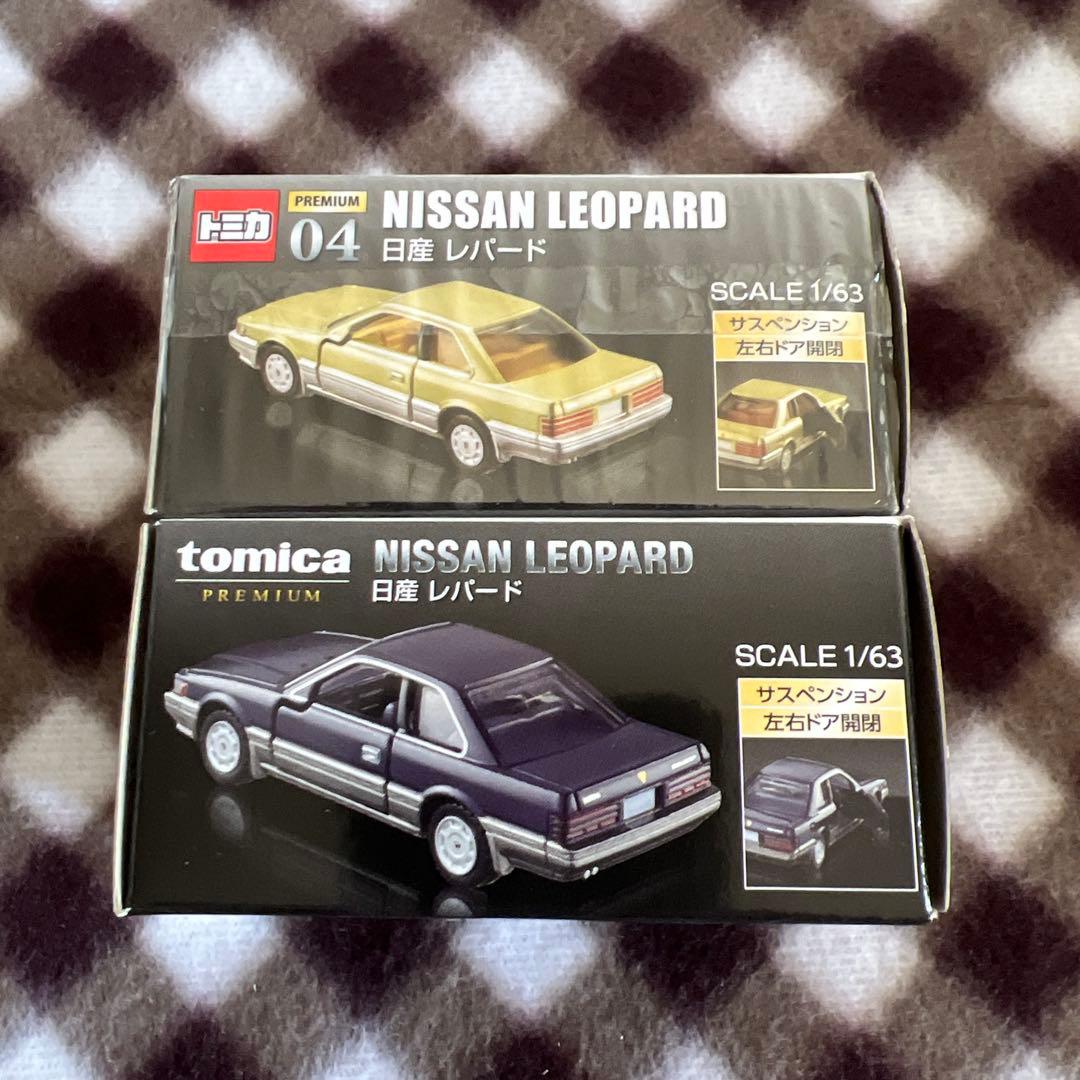 トミカ
PREMIUM
04
NISSAN LEOPARD
日産 レパード
SCALE 1/63
サスペンション
左右ドア開閉
tomica
PREMIUM
NISSAN LEOPARD
日産 レパード
SCALE 1/63
サスペンション
左右ドア開閉